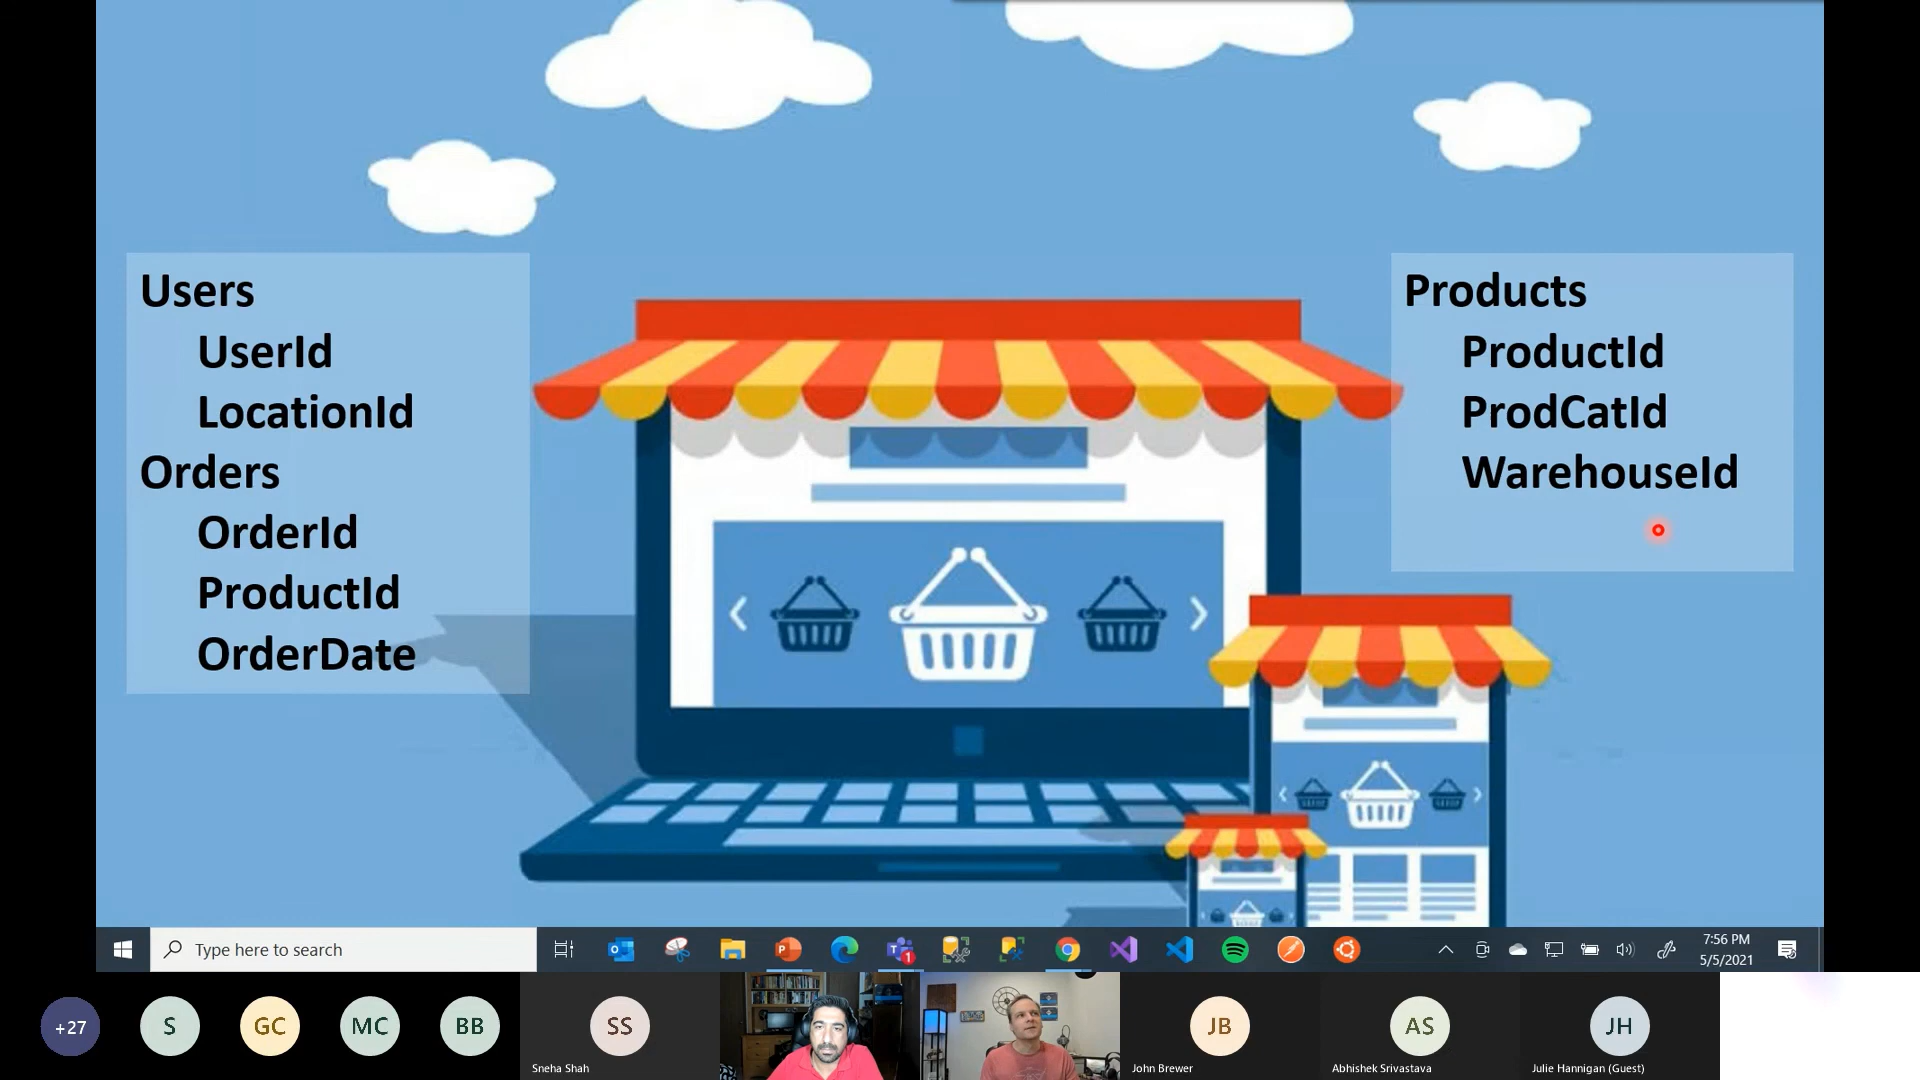 Users
UserId
LocationId
Orders
OrderId
ProductId
OrderDate
Products
ProductId
ProdCatId
WarehouseId
Type here to search
1
7:56 PM
5/5/2021
+27
S
GC
MC
BB
SS
Sneha Shah
JB
John Brewer
AS
Abhishek Srivastava
JH
Julie Hannigan (Guest)